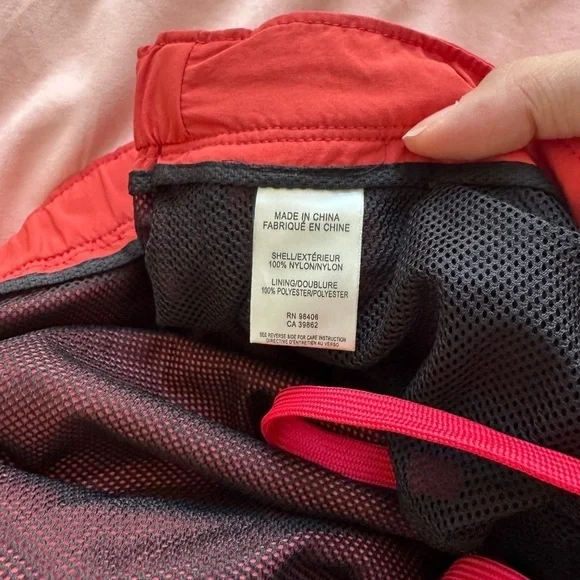 MADE IN CHINA
FABRIQUÉ EN CHINE
SHELL/EXTÉRIEUR
100% NYLON/NYLON
LINING/DOUBLURE
100% POLYESTER/POLYESTER
RN 98406
CA 39862
SEE REVERSE SIDE FOR CARE INSTRUCTION
DIRECTIVE D'ENTRETIEN AU VERSO